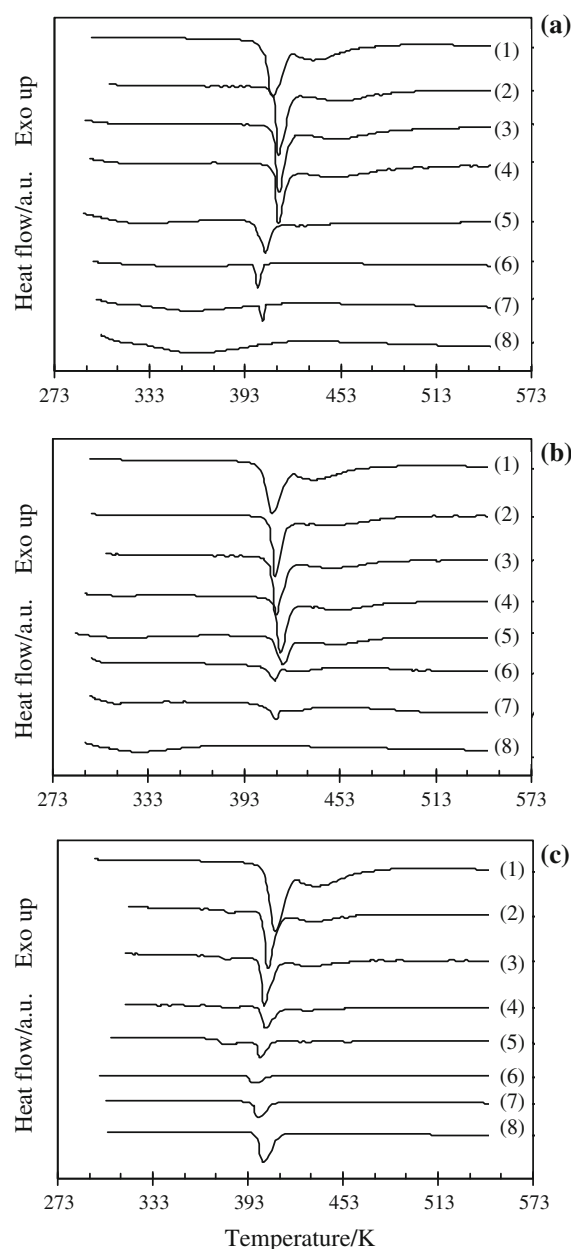 (a)
(1)
(2)
(3)
(4)
(5)
(6)
(7)
(8)
Heat flow/a.u. Exo up
273 333 393 453 513 573
(b)
(1)
(2)
(3)
(4)
(5)
(6)
(7)
(8)
Heat flow/a.u. Exo up
273 333 393 453 513 573
(c)
(1)
(2)
(3)
(4)
(5)
(6)
(7)
(8)
Heat flow/a.u. Exo up
273 333 393 453 513 573
Temperature/K